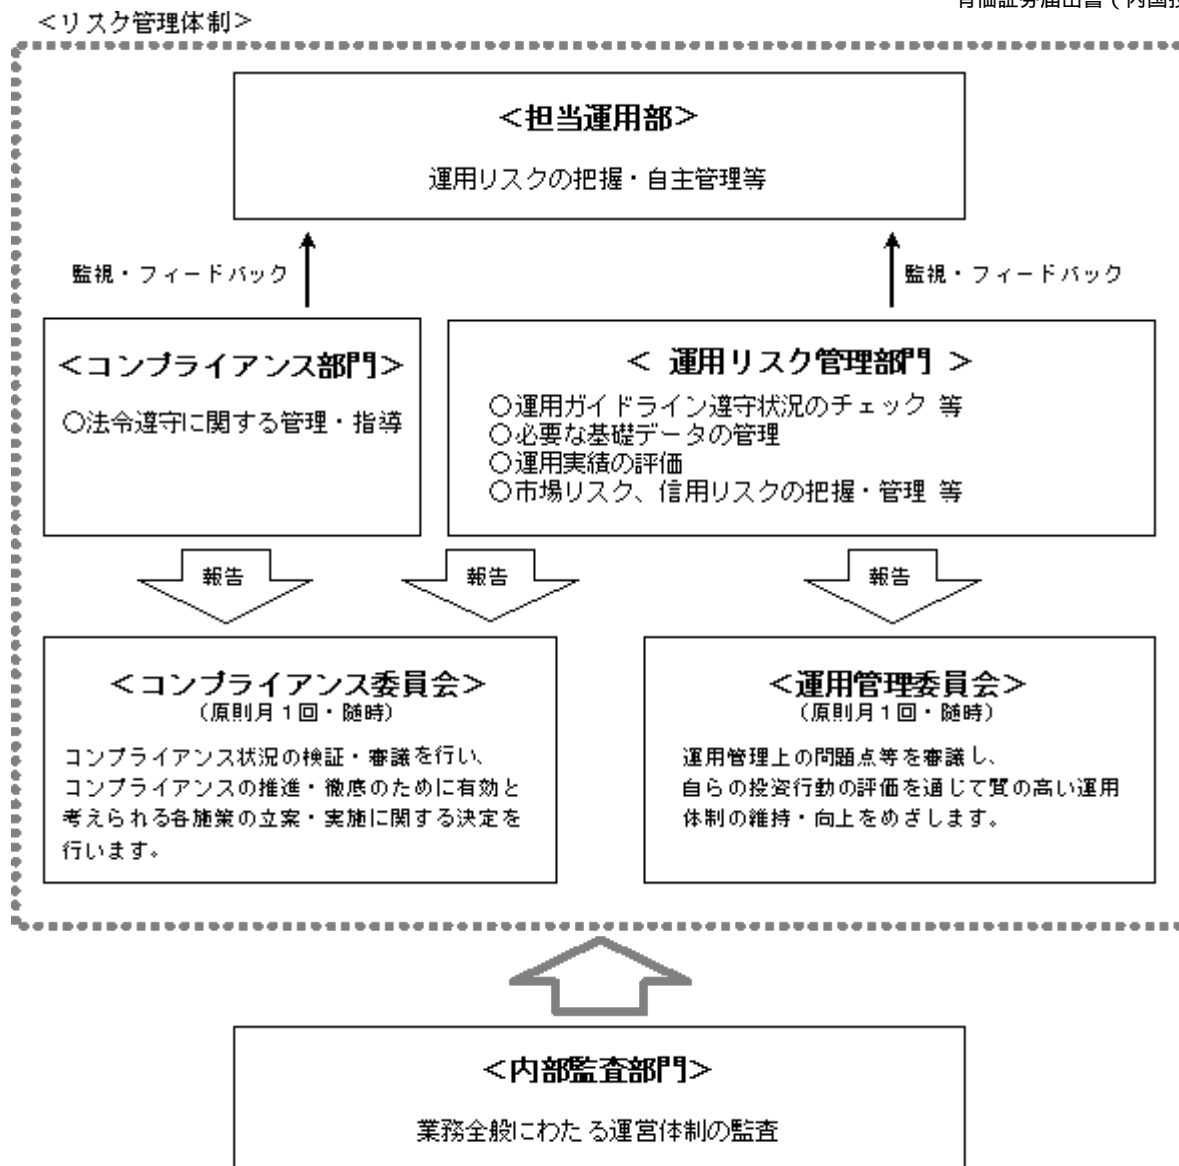 有価証券届出書（内国投
＜リスク管理体制＞
＜担当運用部＞
運用リスクの把握・自主管理等
監視・フィードバック
監視・フィードバック
＜コンプライアンス部門＞
○法令遵守に関する管理・指導
＜ 運用リスク管理部門 ＞
○運用ガイドライン遵守状況のチェック 等
○必要な基礎データの管理
○運用実績の評価
○市場リスク、信用リスクの把握・管理 等
報告
報告
報告
＜コンプライアンス委員会＞
（原則月１回・随時）
コンプライアンス状況の検証・審議を行い、
コンプライアンスの推進・徹底のために有効と
考えられる各施策の立案・実施に関する決定を
行います。
＜運用管理委員会＞
（原則月１回・随時）
運用管理上の問題点等を審議し、
自らの投資行動の評価を通じて質の高い運用
体制の維持・向上をめざします。
＜内部監査部門＞
業務全般にわたる運営体制の監査